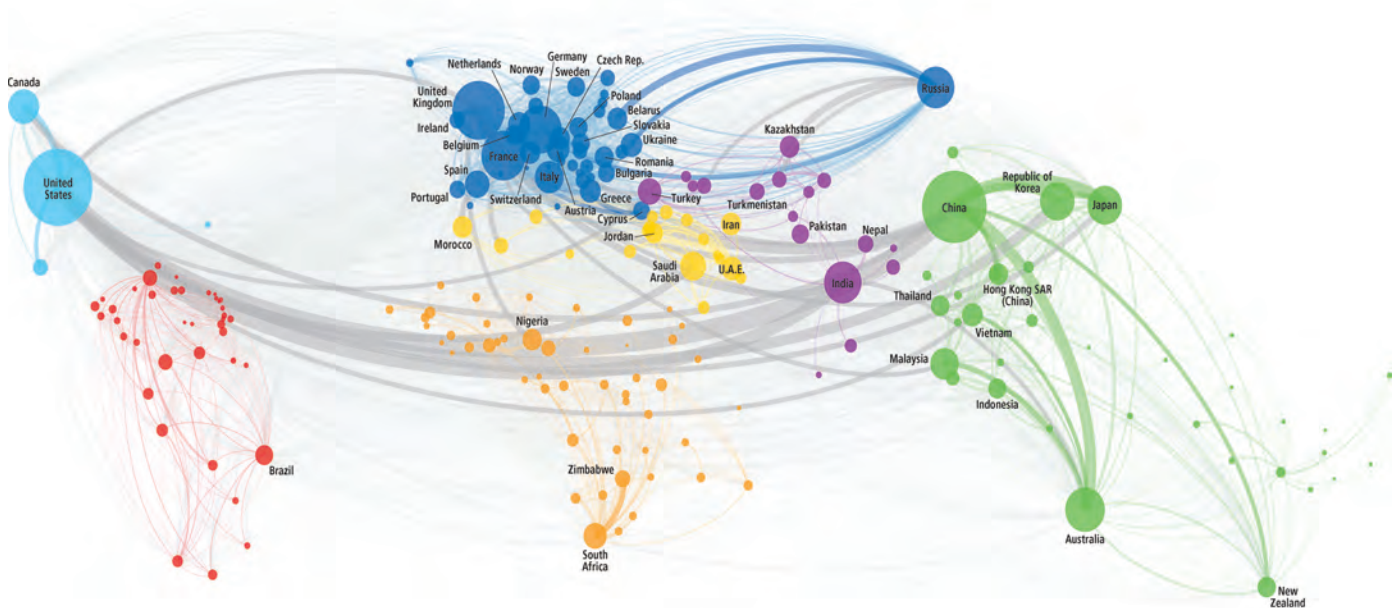 Canada
United
States
Brazil
Netherlands
Norway
Germany
Sweden
Czech Rep.
United
Kingdom
Poland
Ireland
Belarus
Belgium
Slovakia
Ukraine
France
Spain
Italy
Romania
Bulgaria
Portugal
Switzerland
Austria
Greece
Cyprus
Russia
Kazakhstan
Turkey
Turkmenistan
Pakistan
Nepal
India
Morocco
Jordan
Iran
Saudi
Arabia
U.A.E.
Nigeria
Zimbabwe
South
Africa
China
Republic of
Korea
Japan
Hong Kong SAR
(China)
Thailand
Vietnam
Malaysia
Indonesia
Australia
New
Zealand